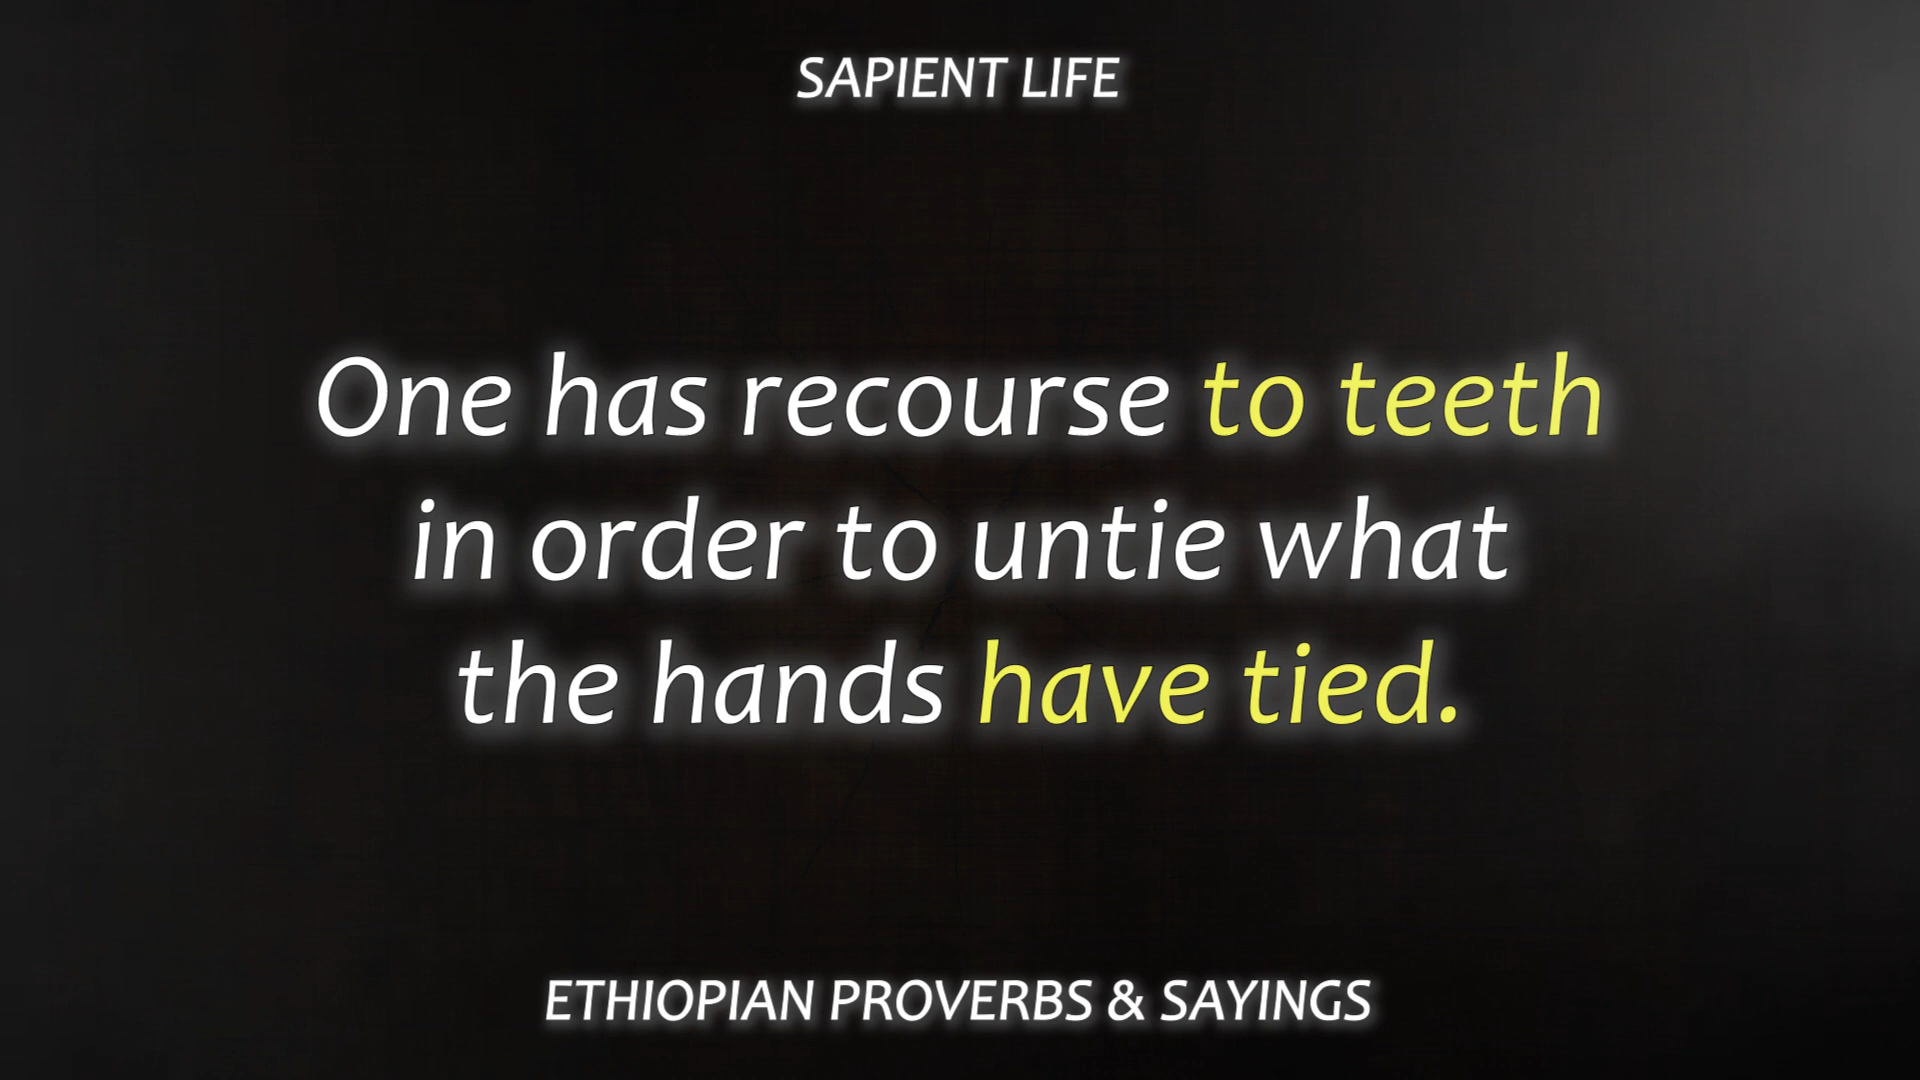 SAPIENT LIFE
One has recourse to teeth
in order to untie what
the hands have tied.
ETHIOPIAN PROVERBS & SAYINGS